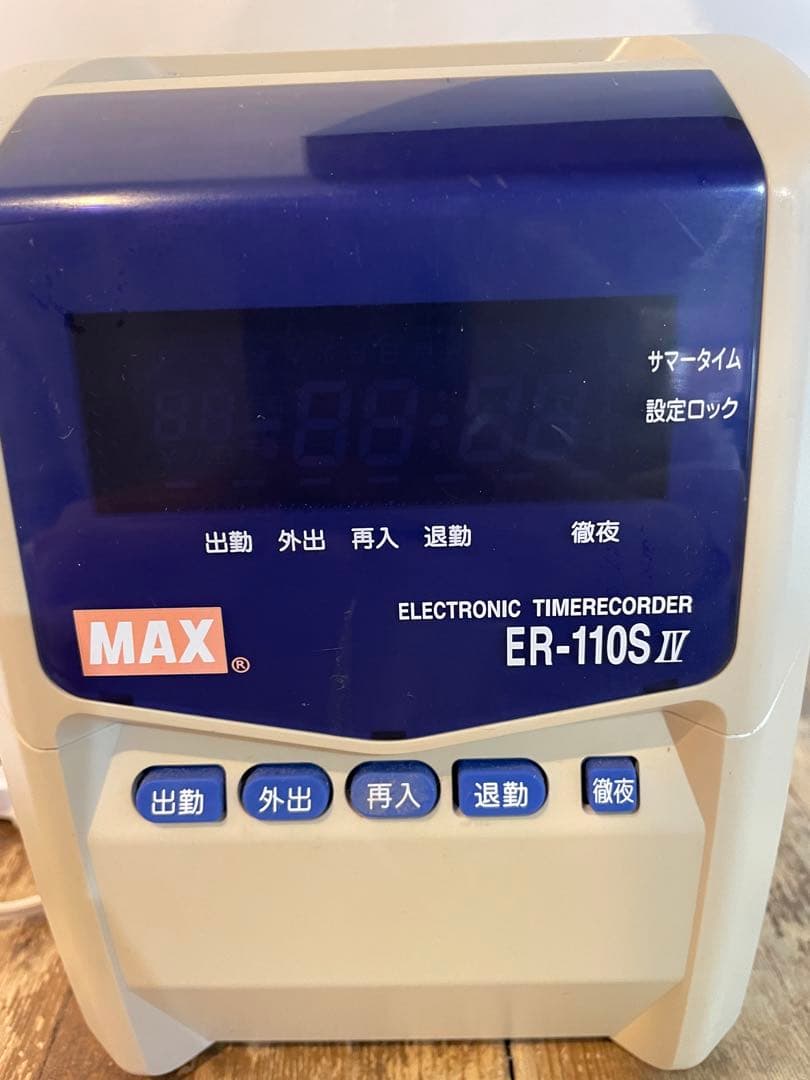 サマータイム
設定ロック
出勤 外出 再入 退勤 徹夜
ELECTRONIC TIMERECORDER
MAX® ER-110SⅣ
出勤 外出 再入 退勤 徹夜